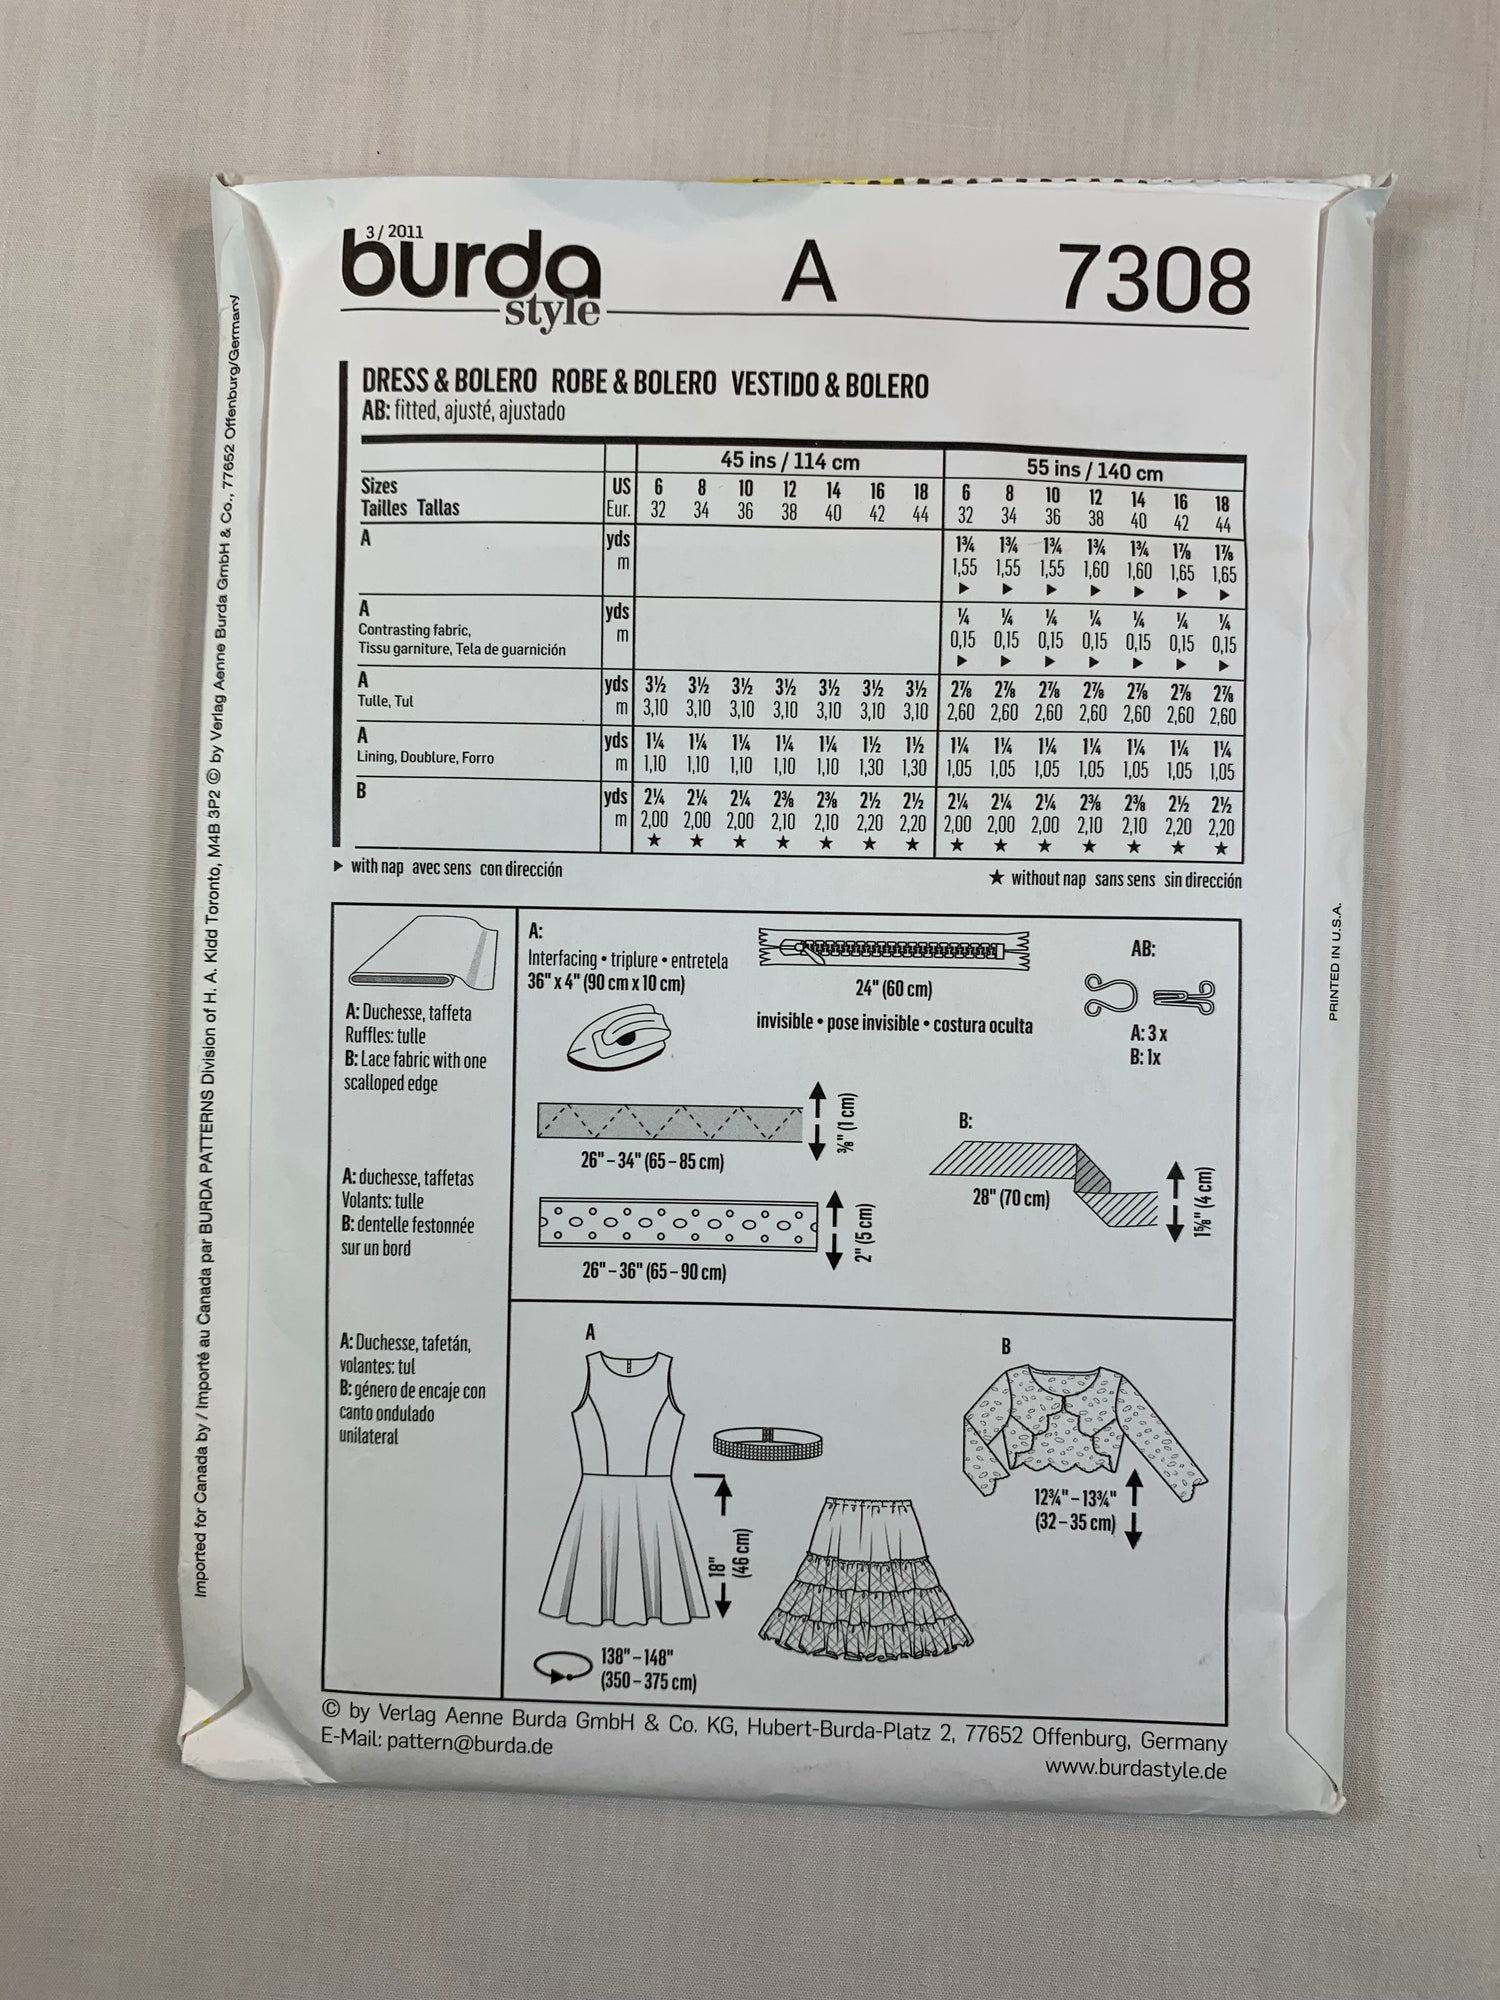 3 / 2011
burda
style
A
7308
DRESS & BOLERO ROBE & BOLERO VESTIDO & BOLERO
AB: fitted, ajusté, ajustado
45 ins / 114 cm 55 ins / 140 cm
Sizes US 6 8 10 12 14 16 18 6 8 10 12 14 16 18
Tailles Tallas Eur. 32 34 36 38 40 42 44 32 34 36 38 40 42 44
A yds 1¾ 1¾ 1¾ 1¾ 1¾ 1⅞ 1⅞
m 1,55 1,55 1,55 1,60 1,60 1,65 1,65
▶ ▶ ▶ ▶ ▶ ▶ ▶
A yds ¼ ¼ ¼ ¼ ¼ ¼ ¼
Contrasting fabric, m 0,15 0,15 0,15 0,15 0,15 0,15 0,15
Tissu garniture, Tela de guarnición ▶ ▶ ▶ ▶ ▶ ▶ ▶
A yds 3½ 3½ 3½ 3½ 3½ 3½ 3½ 2⅞ 2⅞ 2⅞ 2⅞ 2⅞ 2⅞ 2⅞
Tulle, Tul m 3,10 3,10 3,10 3,10 3,10 3,10 3,10 2,60 2,60 2,60 2,60 2,60 2,60 2,60
A yds 1¼ 1¼ 1¼ 1¼ 1¼ 1½ 1½ 1¼ 1¼ 1¼ 1¼ 1¼ 1¼ 1¼
Lining, Doublure, Forro m 1,10 1,10 1,10 1,10 1,10 1,30 1,30 1,05 1,05 1,05 1,05 1,05 1,05 1,05
B yds 2¼ 2¼ 2¼ 2⅜ 2⅜ 2½ 2½ 2¼ 2¼ 2¼ 2⅜ 2⅜ 2½ 2½
m 2,00 2,00 2,00 2,10 2,10 2,20 2,20 2,00 2,00 2,00 2,10 2,10 2,20 2,20
★ ★ ★ ★ ★ ★ ★ ★ ★ ★ ★ ★ ★ ★
▶ with nap avec sens con dirección
★ without nap sans sens sin dirección
A: Duchesse, taffeta
Ruffles: tulle
B: Lace fabric with one
scalloped edge
A: duchesse, taffetas
Volants: tulle
B: dentelle festonnée
sur un bord
A: Duchesse, tafetán,
volantes: tul
B: género de encaje con
canto ondulado
unilateral
A:
Interfacing • triplure • entretela
36" x 4" (90 cm x 10 cm)
24" (60 cm)
invisible • pose invisible • costura oculta
AB:
A: 3 x
B: 1x
26" – 34" (65 – 85 cm)
⅜" (1 cm)
26" – 36" (65 – 90 cm)
2" (5 cm)
B:
28" (70 cm)
1⅝" (4 cm)
A
18"
(46 cm)
138" – 148"
(350 – 375 cm)
B
12¾" – 13¾"
(32 – 35 cm)
© by Verlag Aenne Burda GmbH & Co. KG, Hubert-Burda-Platz 2, 77652 Offenburg, Germany
E-Mail: pattern@burda.de
www.burdastyle.de
Imported for Canada by / Importé au Canada par BURDA PATTERNS Division of H. A. Kidd Toronto, M4B 3P2 © by Verlag Aenne Burda GmbH & Co., 77652 Offenburg/Germany
PRINTED IN U.S.A.